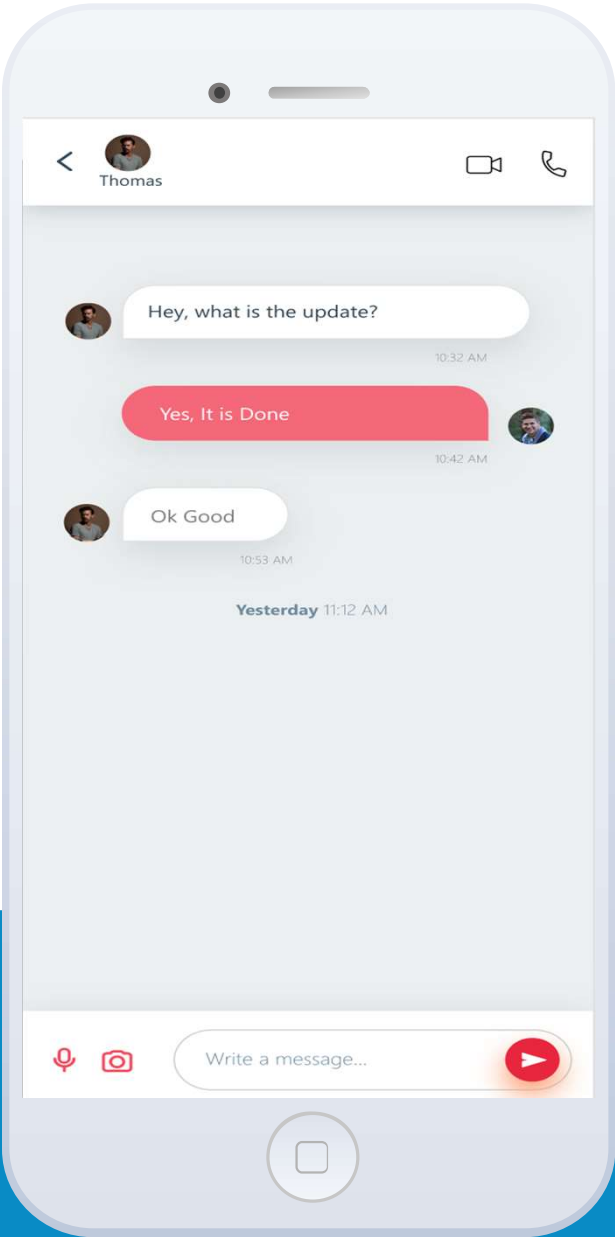 Thomas
Hey, what is the update?
10:32 AM
Yes, It is Done
10:42 AM
Ok Good
10:53 AM
Yesterday 11:12 AM
Write a message...